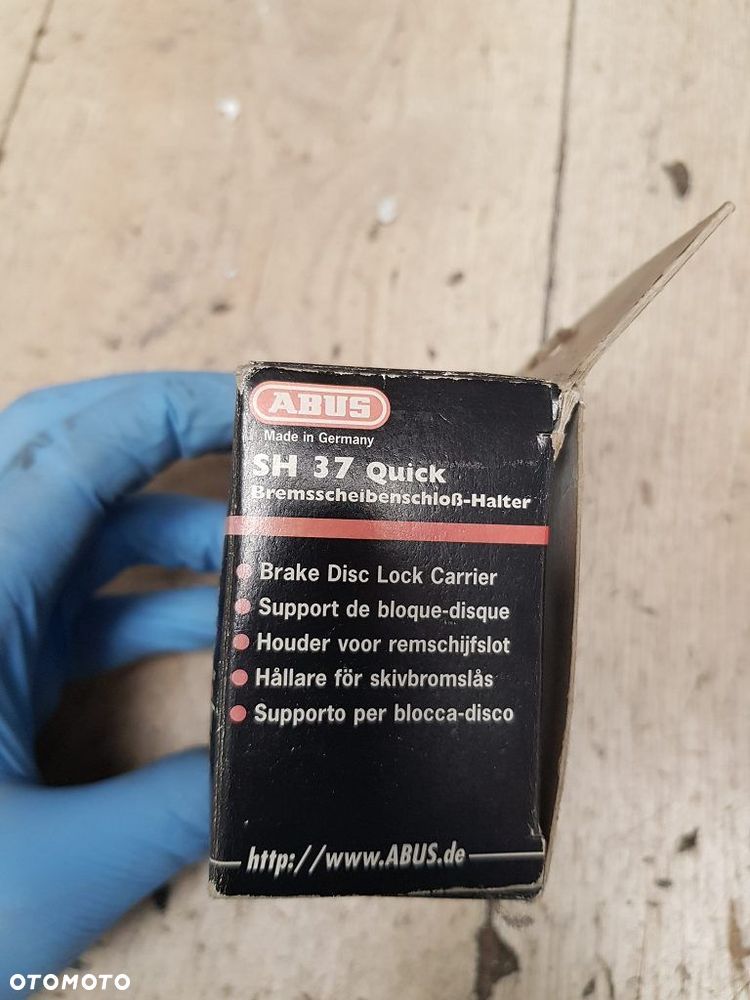 ABUS
Made in Germany
SH 37 Quick
Bremsscheibenschloß-Halter
Brake Disc Lock Carrier
Support de bloque-disque
Houder voor remschijfslot
Hållare för skivbromslås
Supporto per blocca-disco
http://www.ABUS.de
OTOMOTO